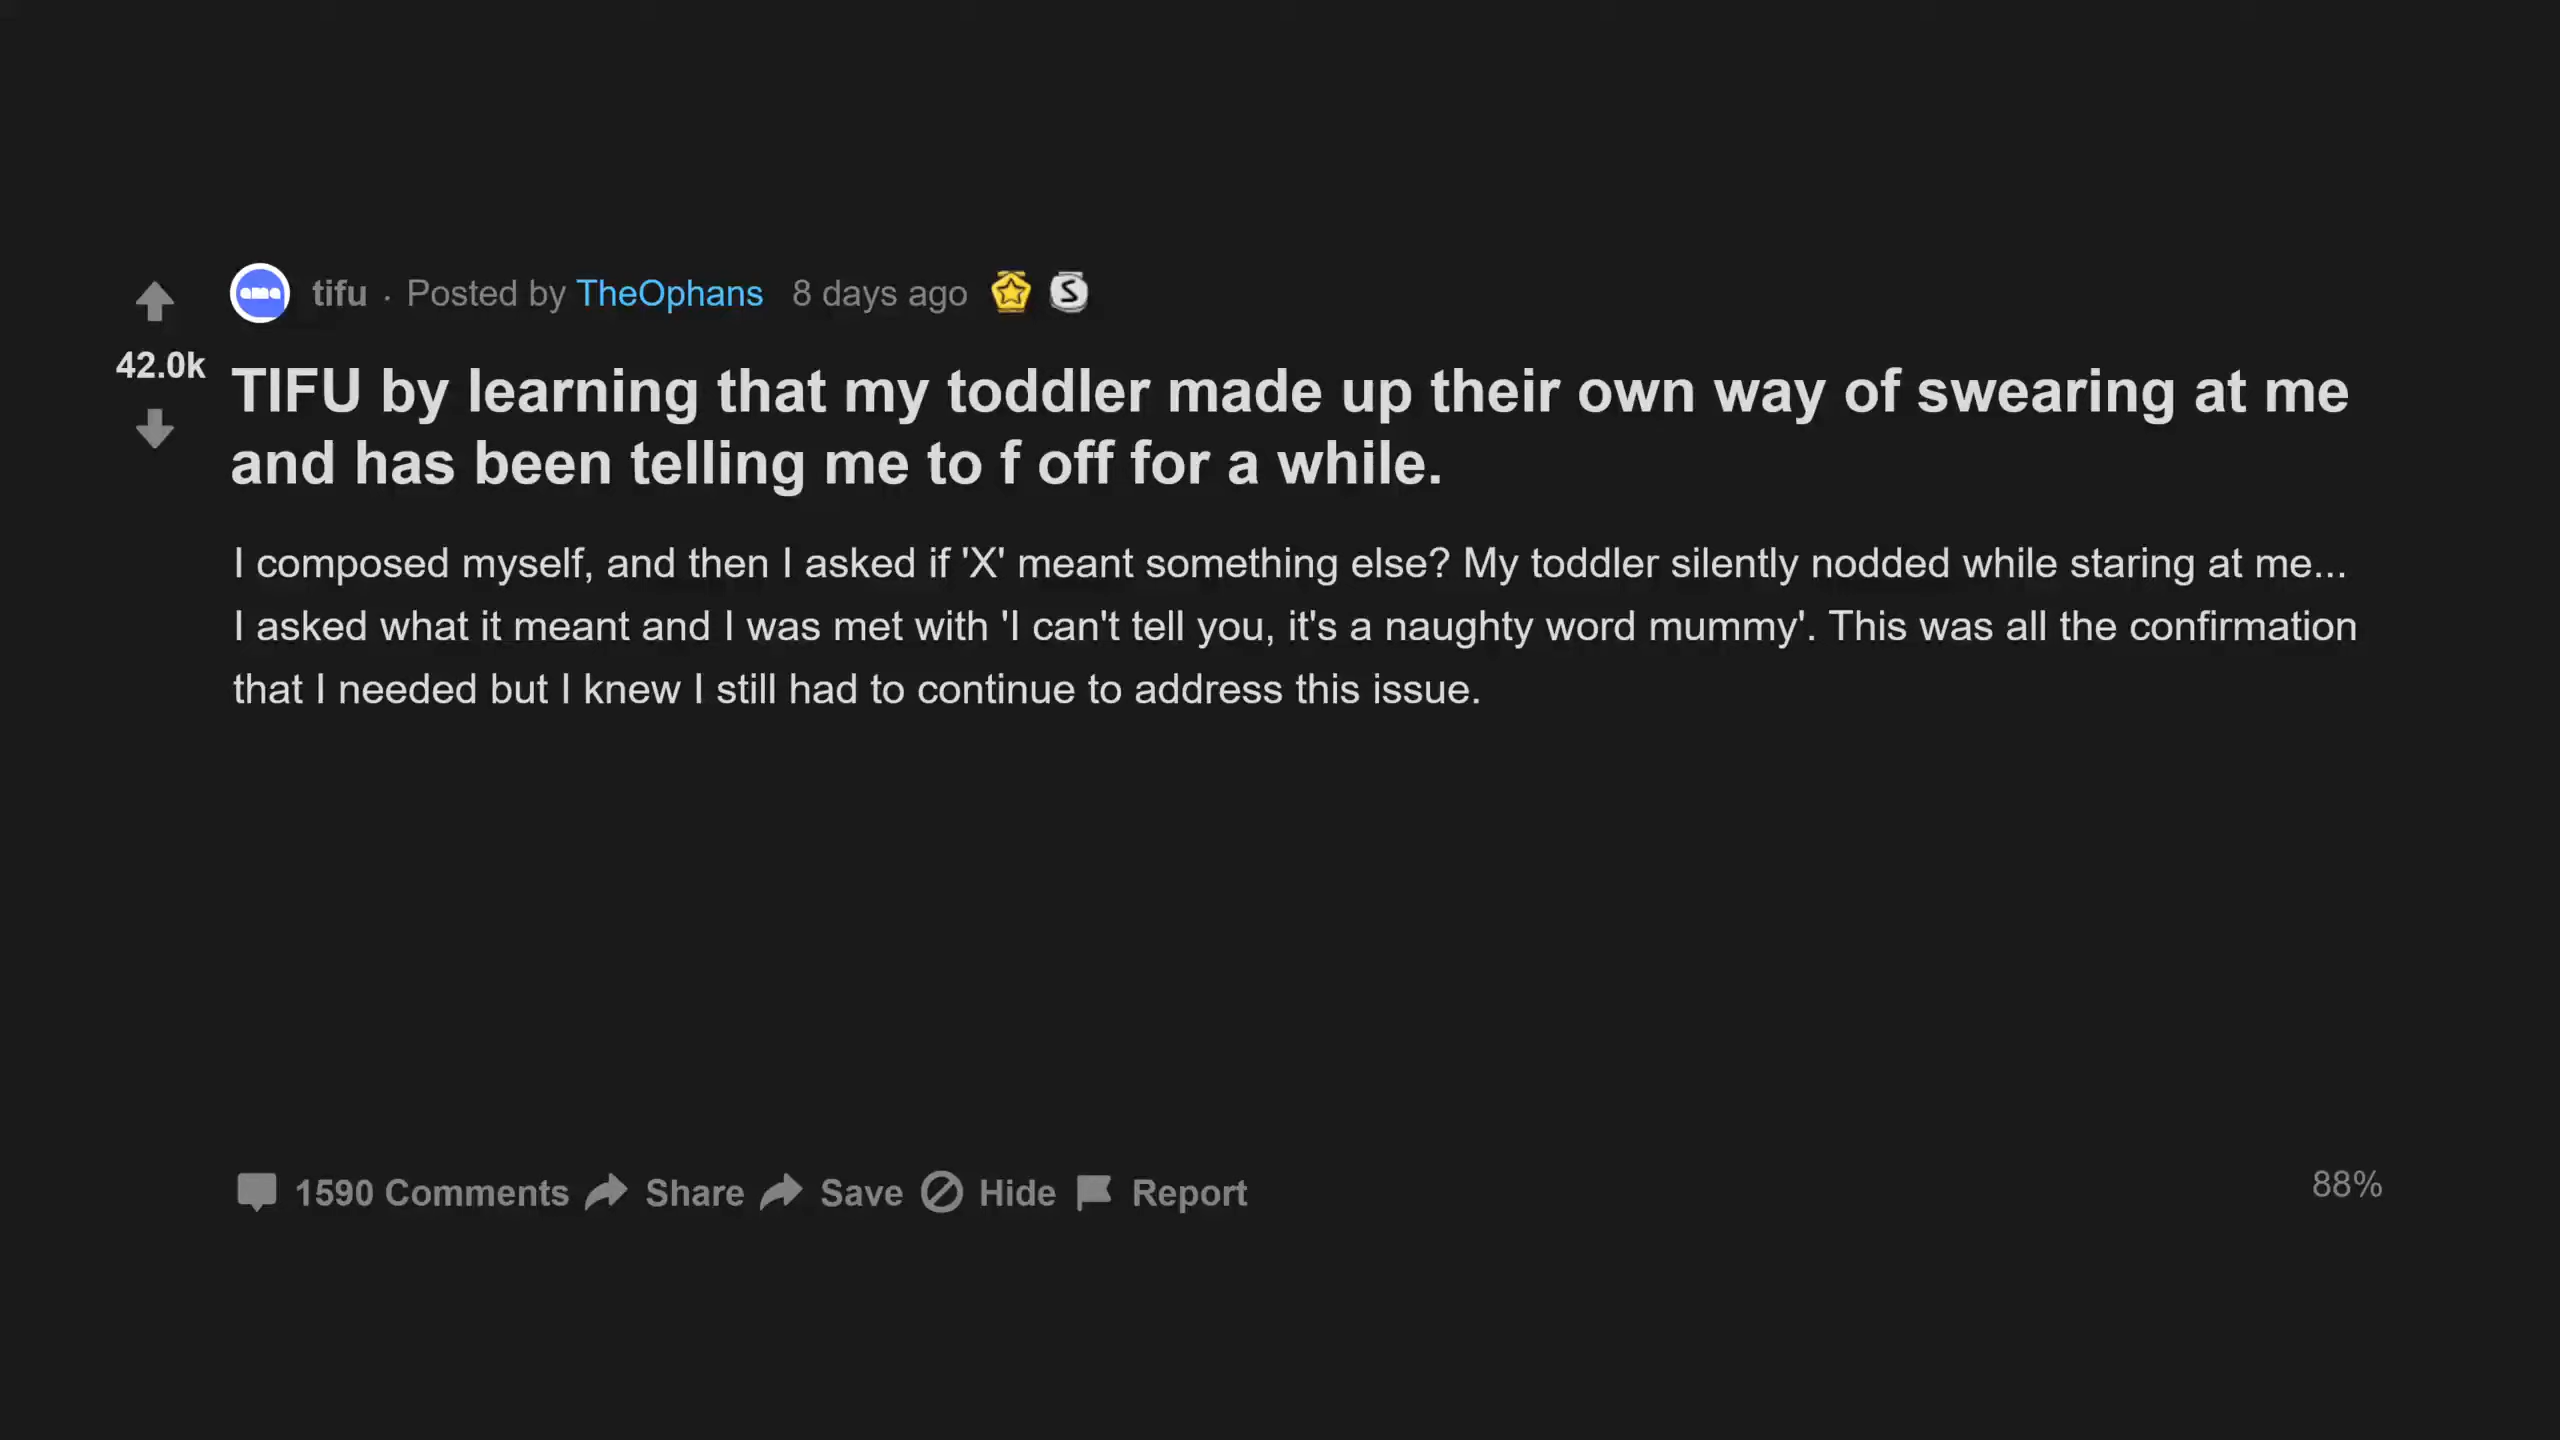 ama
tifu · Posted by TheOphans 8 days ago S
42.0k
TIFU by learning that my toddler made up their own way of swearing at me
and has been telling me to f off for a while.
I composed myself, and then I asked if 'X' meant something else? My toddler silently nodded while staring at me...
I asked what it meant and I was met with 'I can't tell you, it's a naughty word mummy'. This was all the confirmation
that I needed but I knew I still had to continue to address this issue.
1590 Comments Share Save Hide Report
88%